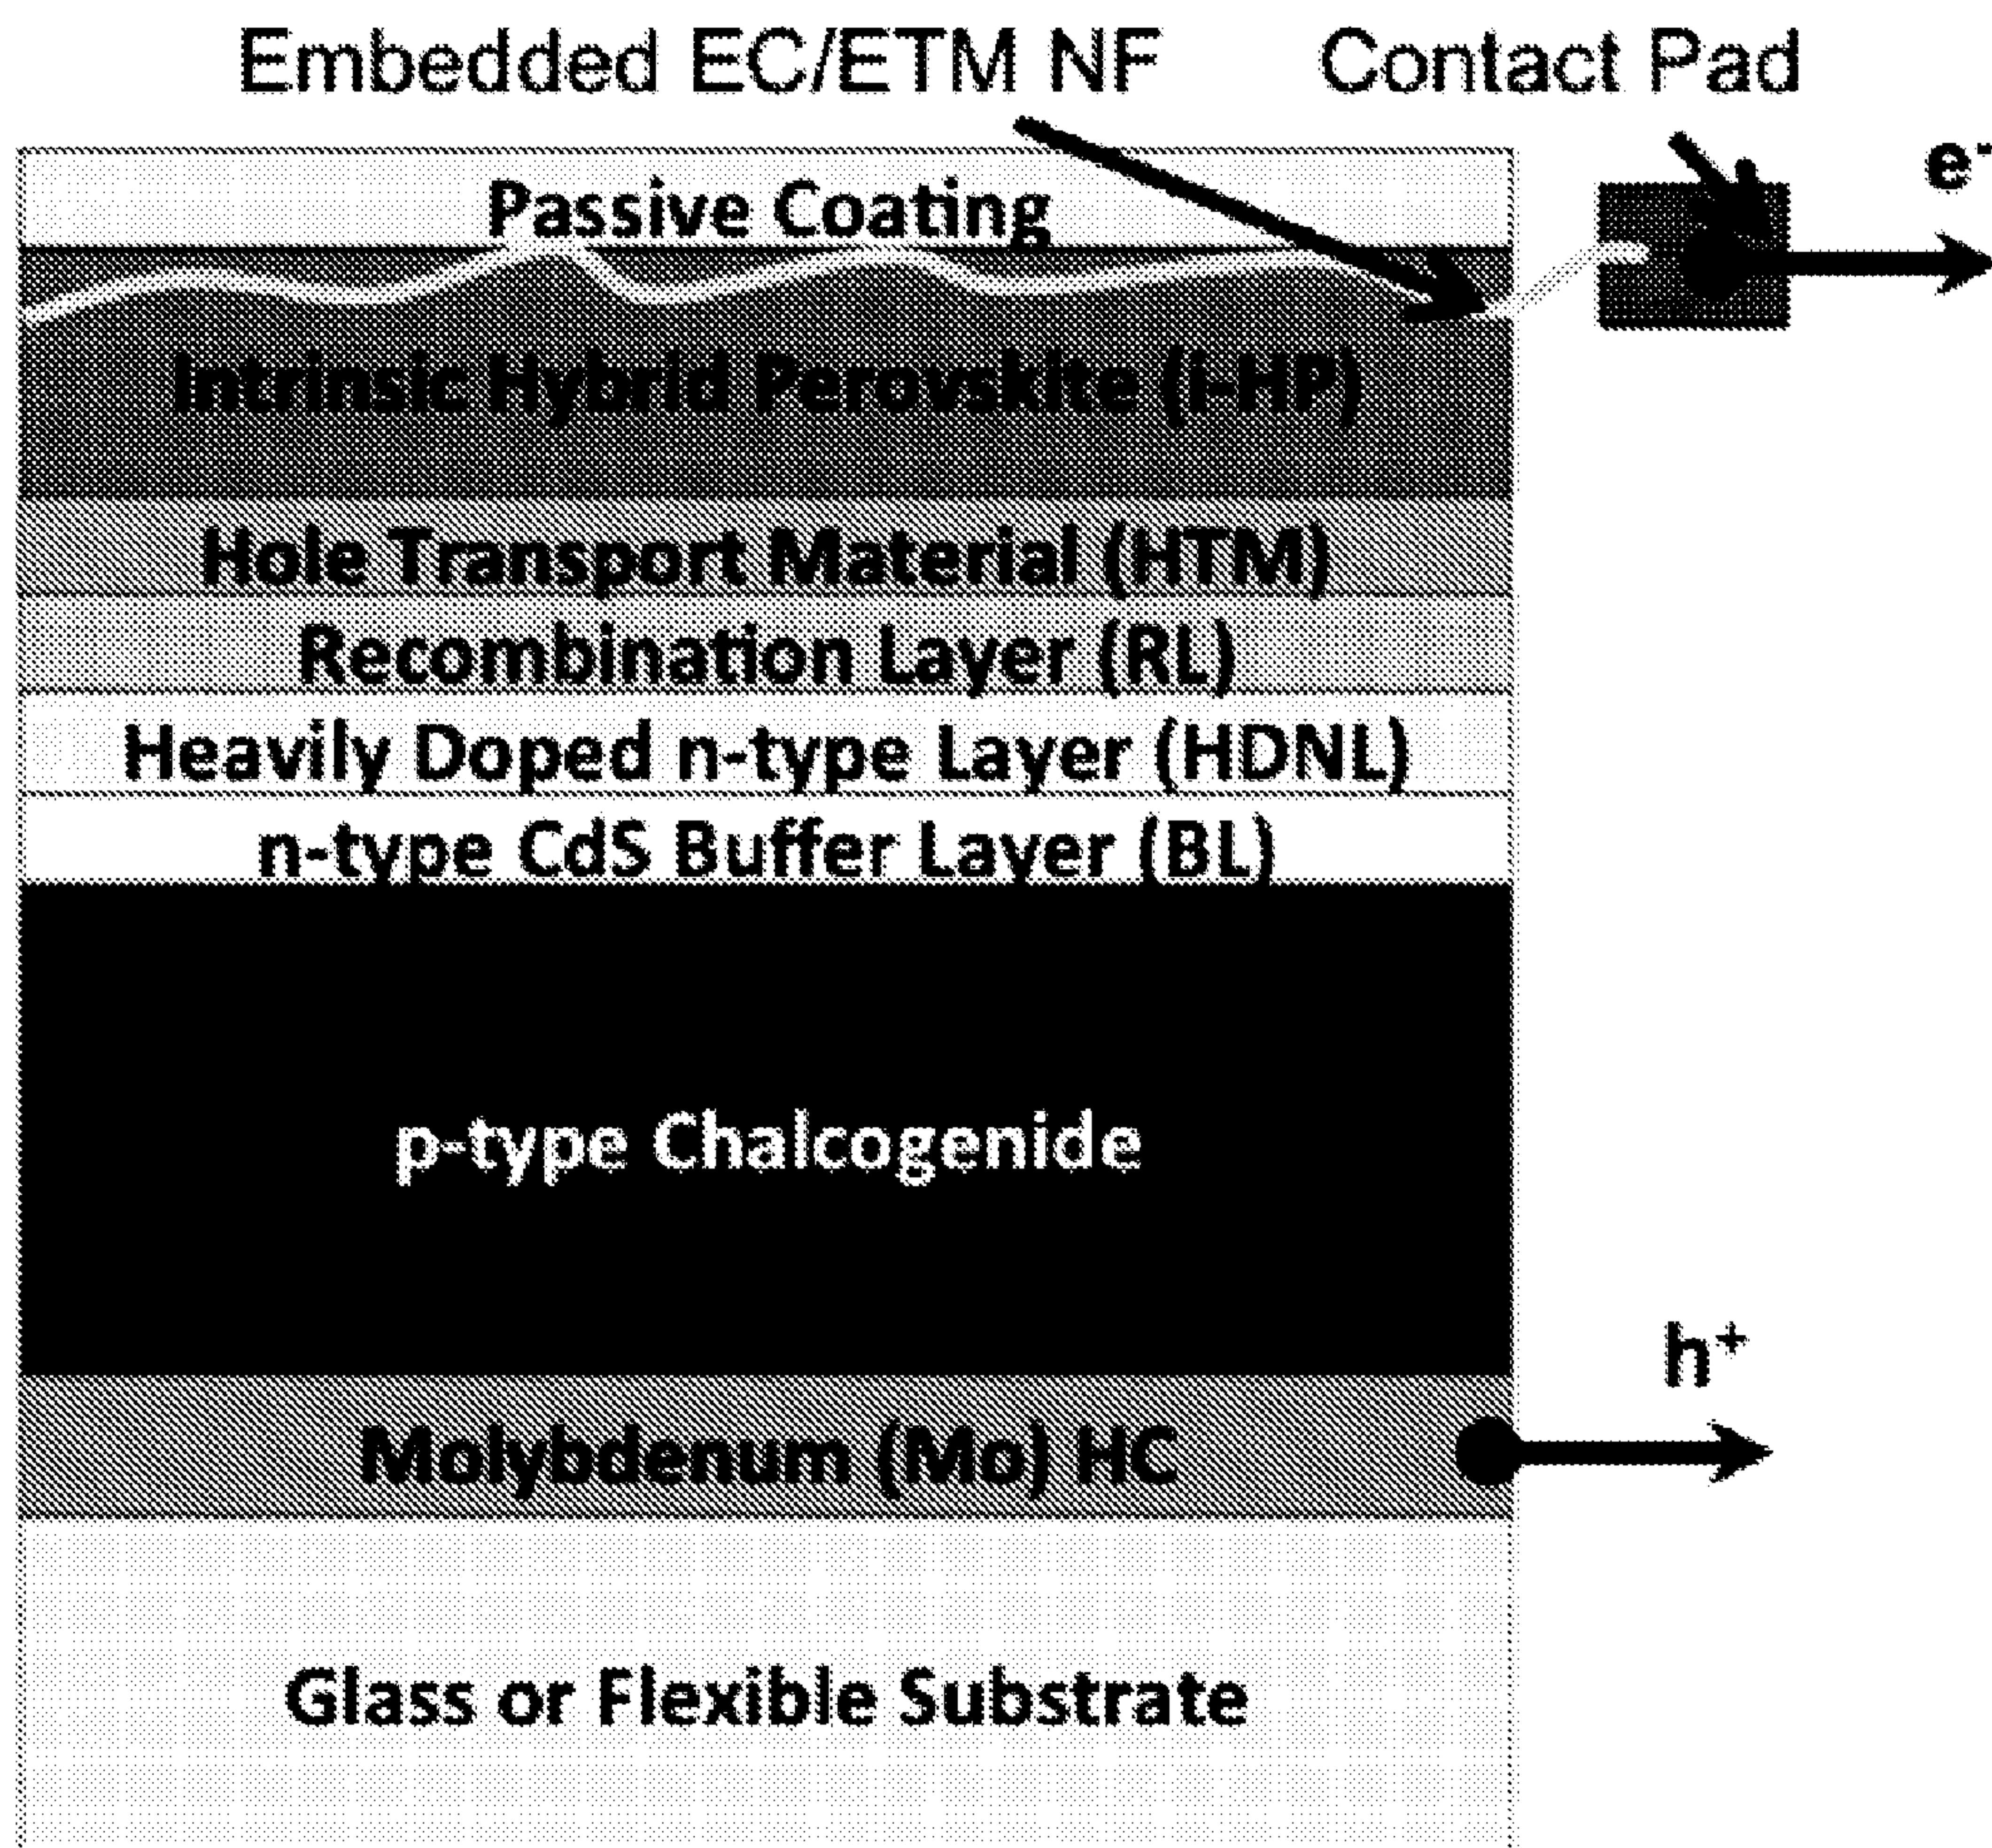 Embedded EC/ETM NF
Contact Pad
e⁻
Passive Coating
Intrinsic Hybrid Perovskite (i-HP)
Hole Transport Material (HTM)
Recombination Layer (RL)
Heavily Doped n-type Layer (HDNL)
n-type CdS Buffer Layer (BL)
p-type Chalcogenide
h⁺
Molybdenum (Mo) HC
Glass or Flexible Substrate